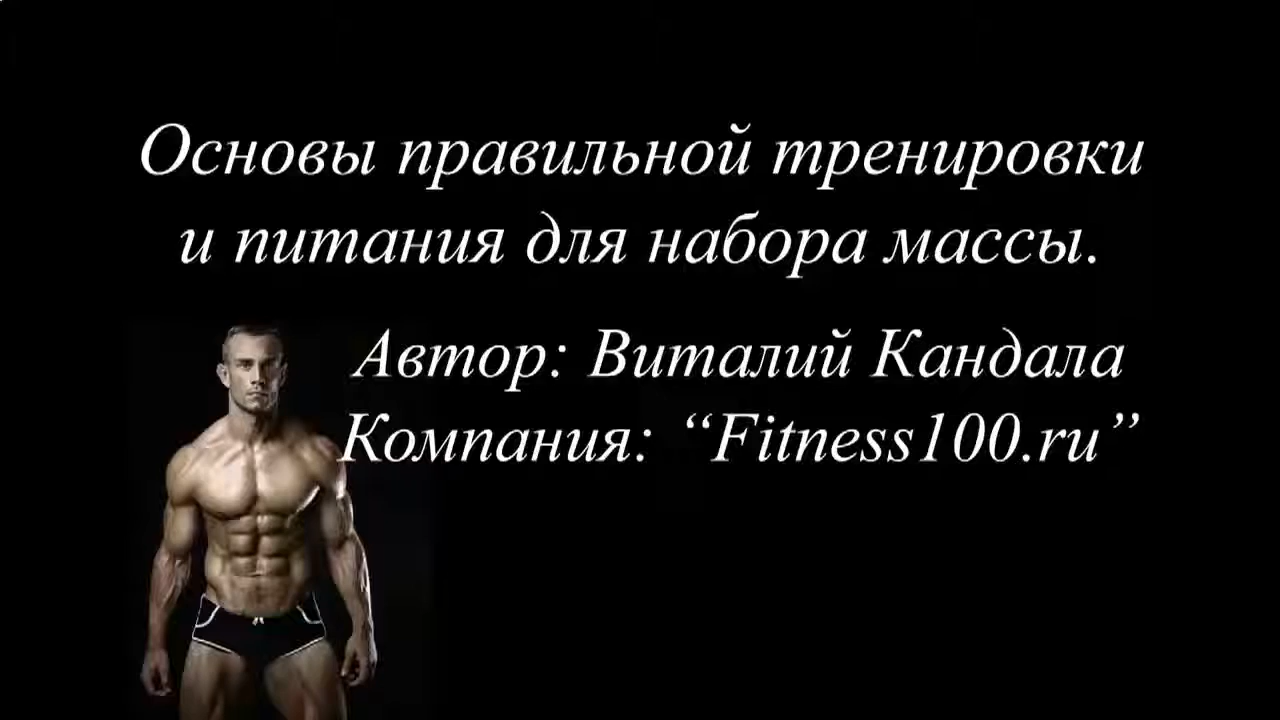 Основы правильной тренировки
и питания для набора массы.
Автор: Виталий Кандала
Компания: “Fitness100.ru”